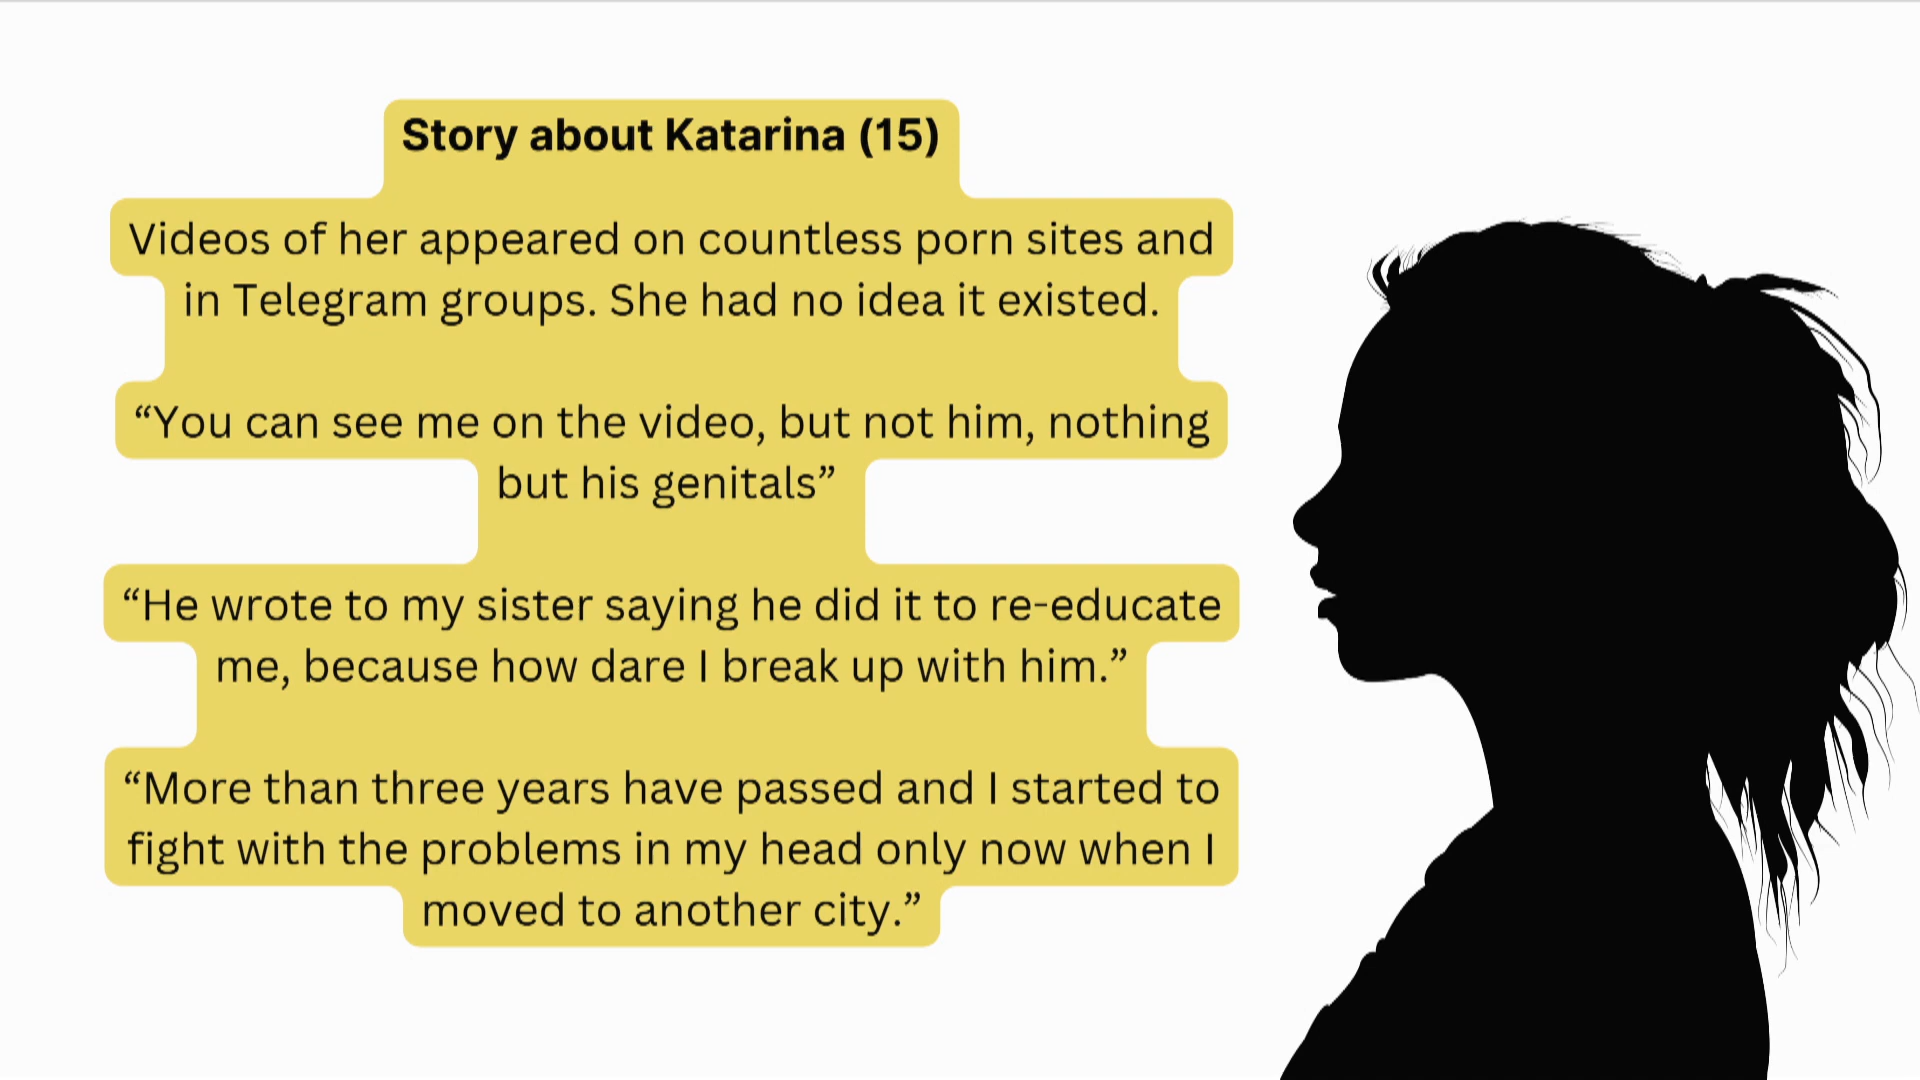 Story about Katarina (15)
Videos of her appeared on countless porn sites and
in Telegram groups. She had no idea it existed.
“You can see me on the video, but not him, nothing
but his genitals”
“He wrote to my sister saying he did it to re-educate
me, because how dare I break up with him.”
“More than three years have passed and I started to
fight with the problems in my head only now when I
moved to another city.”